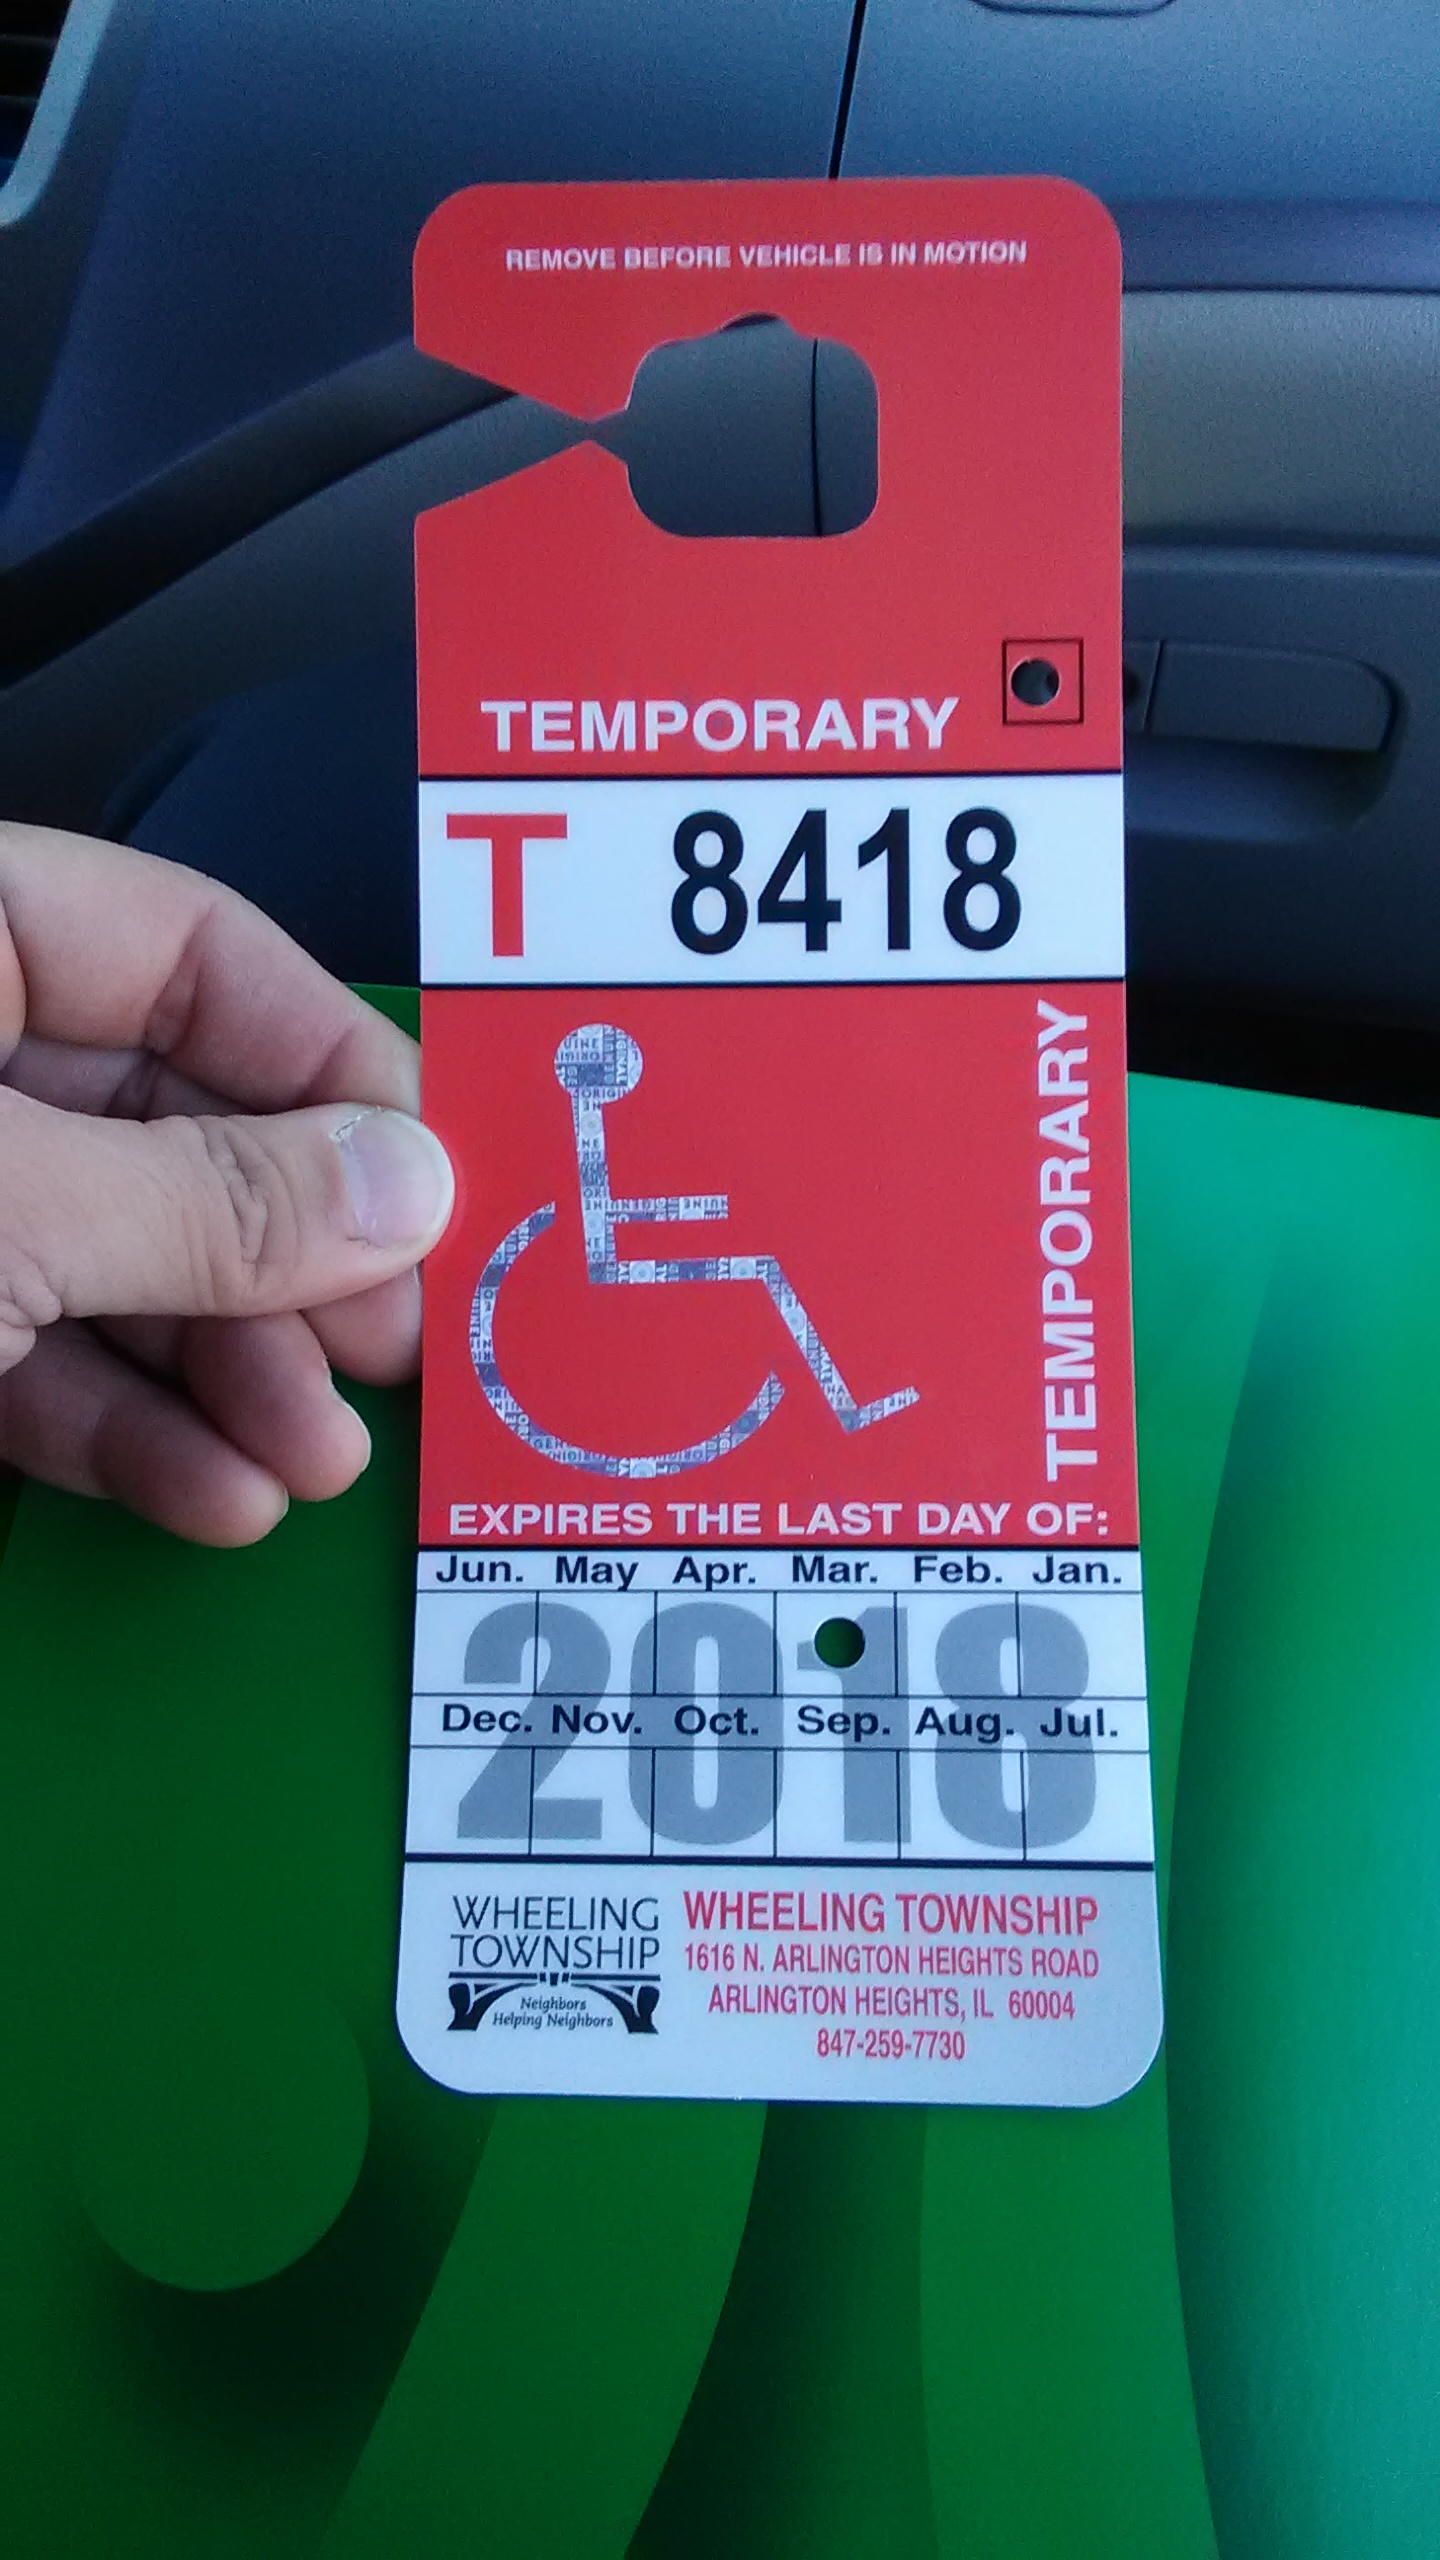 REMOVE BEFORE VEHICLE IS IN MOTION
TEMPORARY
T 8418
TEMPORARY
EXPIRES THE LAST DAY OF:
Jun. May Apr. Mar. Feb. Jan.
2018
Dec. Nov. Oct. Sep. Aug. Jul.
WHEELING
TOWNSHIP
Neighbors
Helping Neighbors
WHEELING TOWNSHIP
1616 N. ARLINGTON HEIGHTS ROAD
ARLINGTON HEIGHTS, IL 60004
847-259-7730